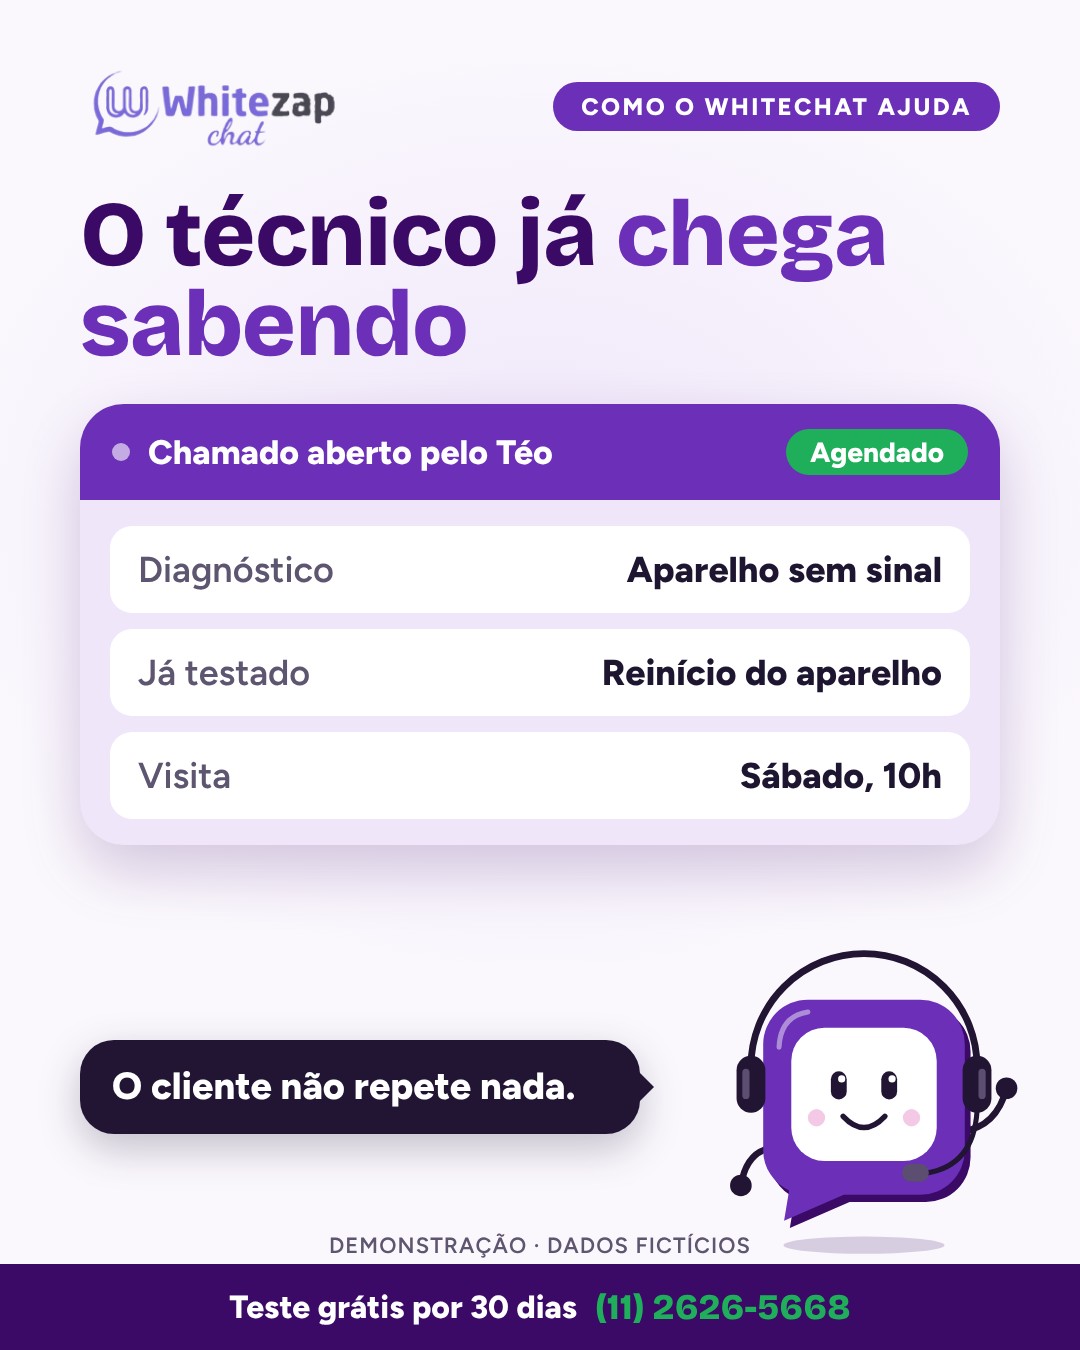 Whitezap
chat
COMO O WHITECHAT AJUDA
O técnico já chega
sabendo
Chamado aberto pelo Téo
Agendado
Diagnóstico
Aparelho sem sinal
Já testado
Reinício do aparelho
Visita
Sábado, 10h
O cliente não repete nada.
DEMONSTRAÇÃO · DADOS FICTÍCIOS
Teste grátis por 30 dias (11) 2626-5668